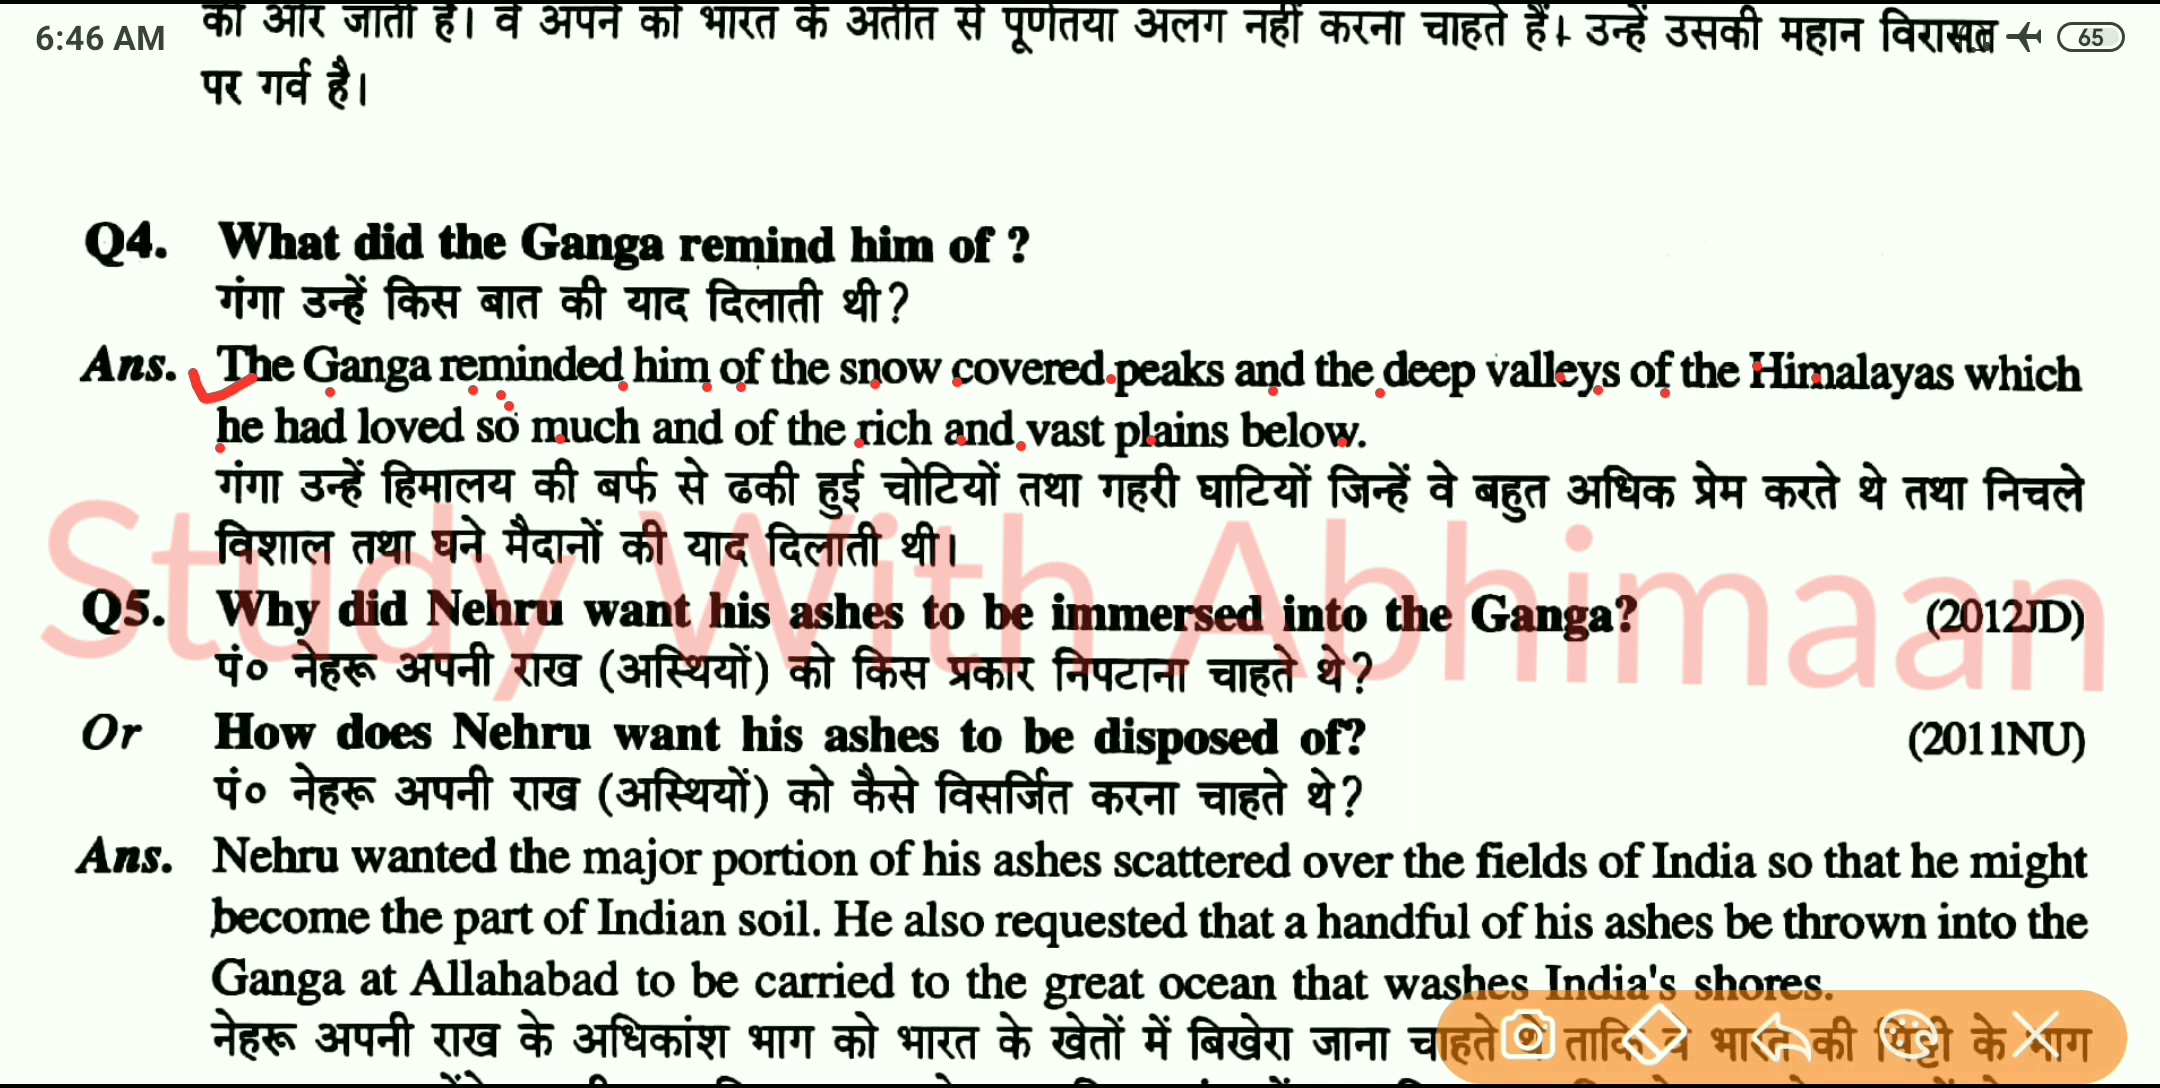 की ओर जाती है। वे अपने को भारत के अतीत से पूर्णतया अलग नहीं करना चाहते हैं। उन्हें उसकी महान विरासत
6:46 AM
65
पर गर्व है।
Q4. What did the Ganga remind him of ?
गंगा उन्हें किस बात की याद दिलाती थी?
Ans. The Ganga reminded him of the snow covered peaks and the deep valleys of the Himalayas which
he had loved so much and of the rich and vast plains below.
गंगा उन्हें हिमालय की बर्फ से ढकी हुई चोटियों तथा गहरी घाटियों जिन्हें वे बहुत अधिक प्रेम करते थे तथा निचले
विशाल तथा घने मैदानों की याद दिलाती थी।
Study With Abhimaan
Q5. Why did Nehru want his ashes to be immersed into the Ganga? (2012JD)
पं० नेहरू अपनी राख (अस्थियों) को किस प्रकार निपटाना चाहते थे?
Or How does Nehru want his ashes to be disposed of? (2011NU)
पं० नेहरू अपनी राख (अस्थियों) को कैसे विसर्जित करना चाहते थे?
Ans. Nehru wanted the major portion of his ashes scattered over the fields of India so that he might
become the part of Indian soil. He also requested that a handful of his ashes be thrown into the
Ganga at Allahabad to be carried to the great ocean that washes India's shores.
नेहरू अपनी राख के अधिकांश भाग को भारत के खेतों में बिखेरा जाना चाहते थे ताकि वे भारत की मिट्टी के भाग